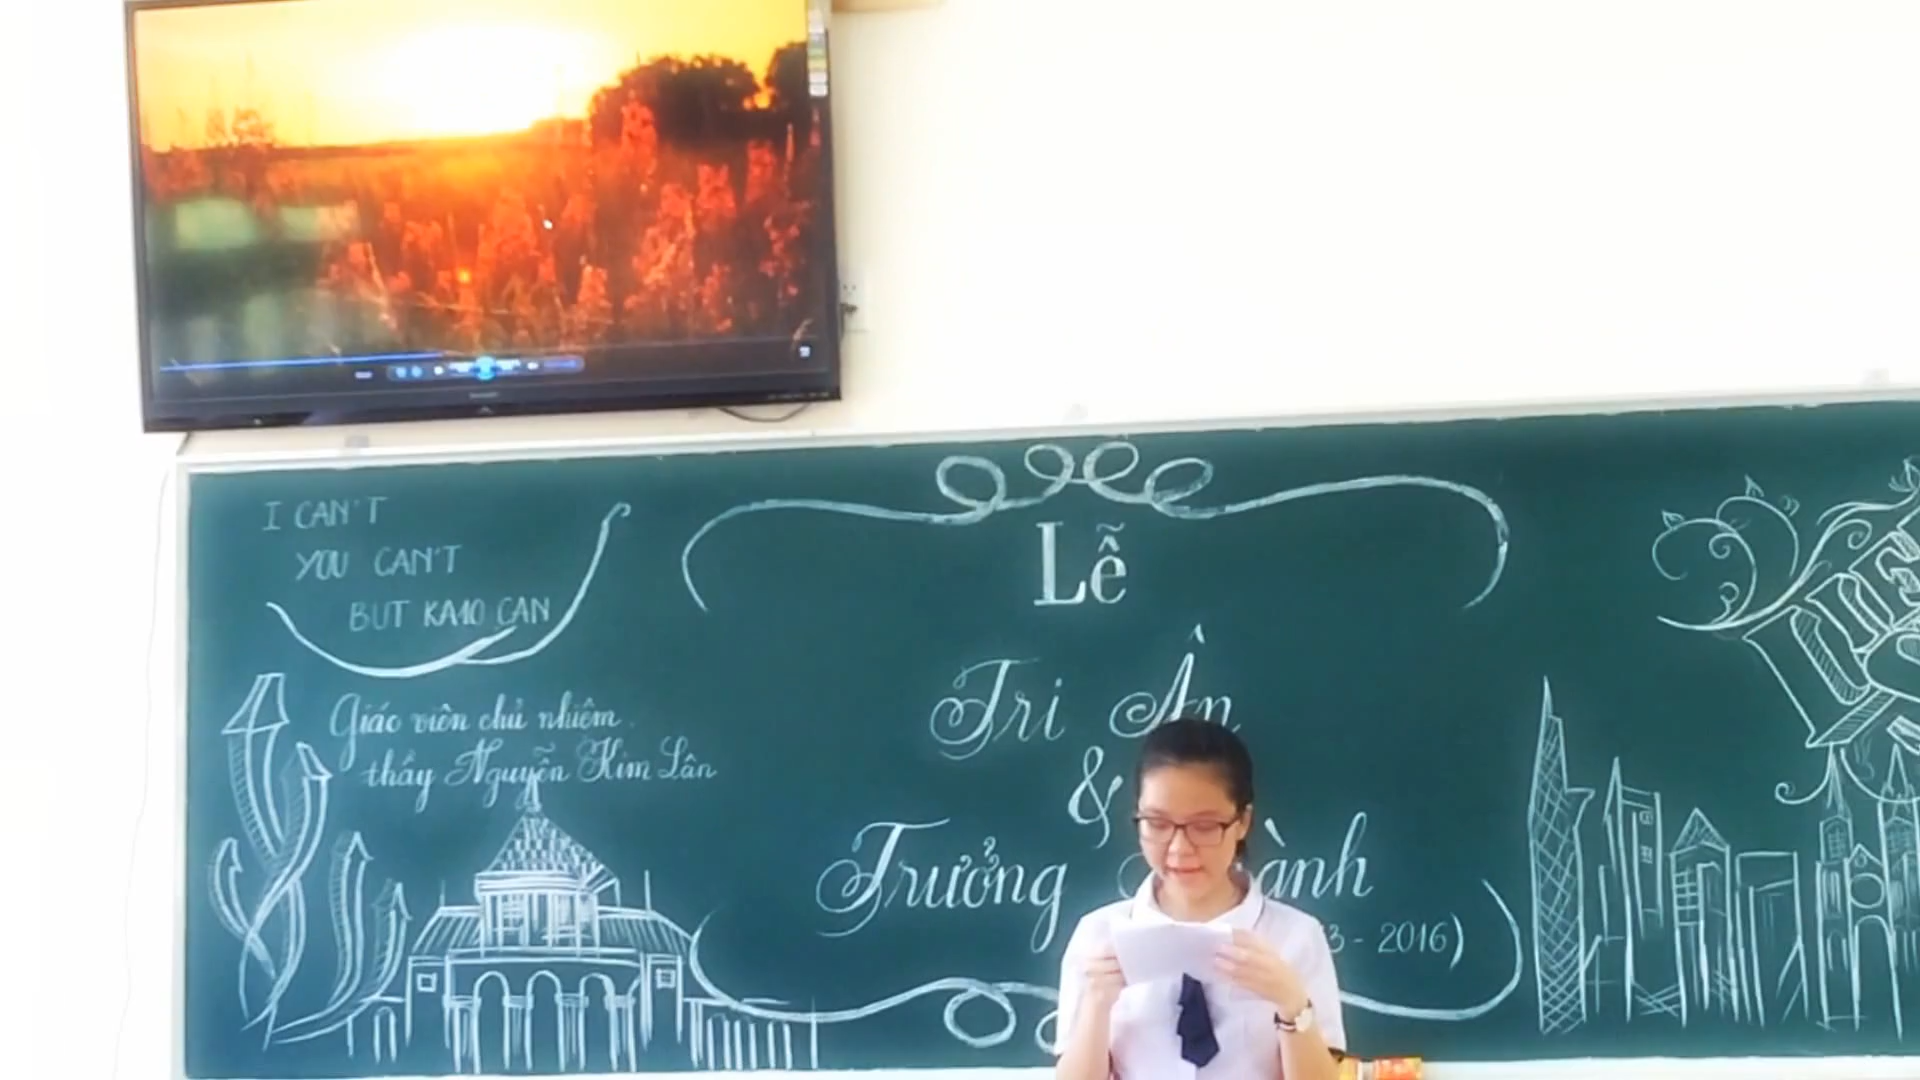 I CAN'T
YOU CAN'T
BUT KA10 CAN
Giáo viên chủ nhiệm
thầy Nguyễn Kim Lân
Lễ
Tri Ân
&
Trưởng ành
3 - 2016)